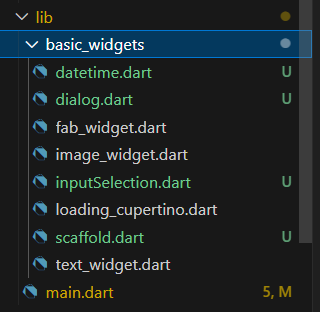 lib
basic_widgets
datetime.dart U
dialog.dart U
fab_widget.dart
image_widget.dart
inputSelection.dart U
loading_cupertino.dart
scaffold.dart U
text_widget.dart
main.dart 5, M